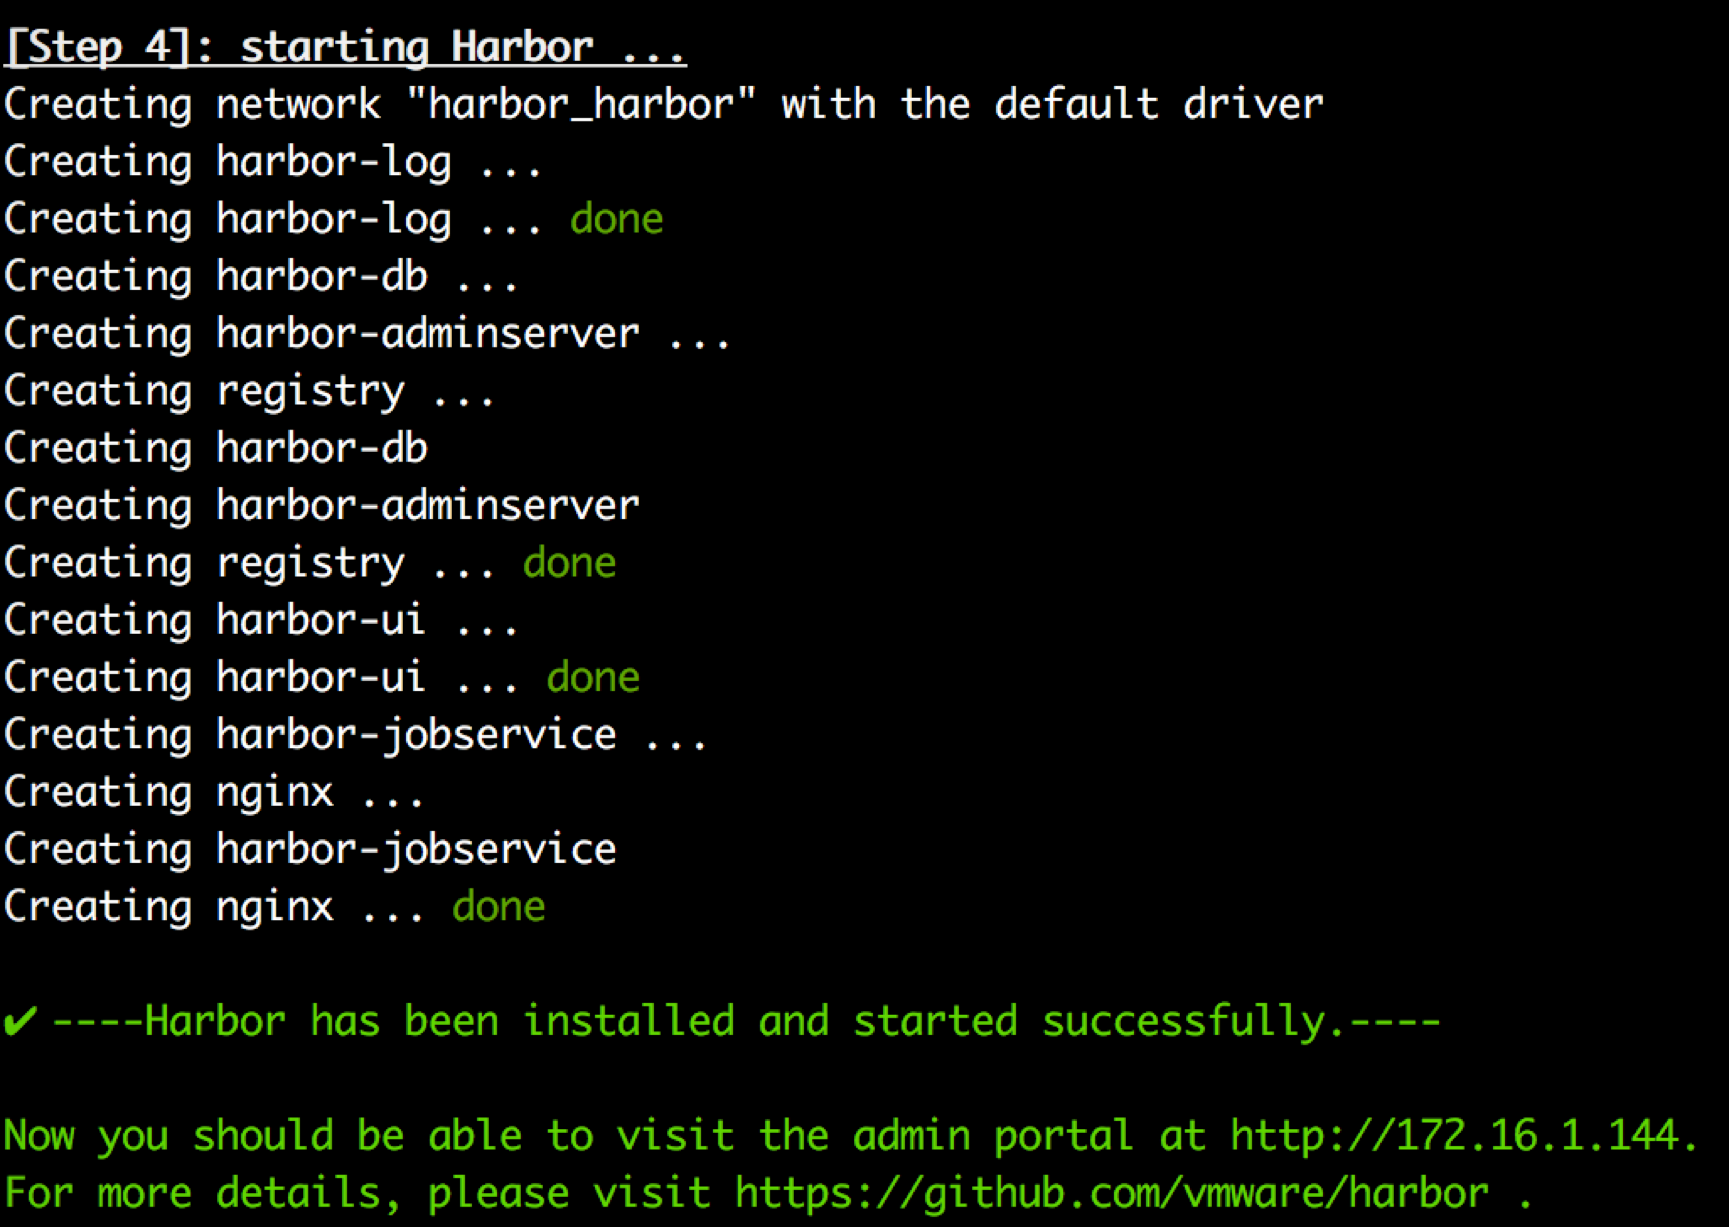 [Step 4]: starting Harbor ...
Creating network "harbor_harbor" with the default driver
Creating harbor-log ...
Creating harbor-log ... done
Creating harbor-db ...
Creating harbor-adminserver ...
Creating registry ...
Creating harbor-db
Creating harbor-adminserver
Creating registry ... done
Creating harbor-ui ...
Creating harbor-ui ... done
Creating harbor-jobservice ...
Creating nginx ...
Creating harbor-jobservice
Creating nginx ... done
✔ ----Harbor has been installed and started successfully.----
Now you should be able to visit the admin portal at http://172.16.1.144.
For more details, please visit https://github.com/vmware/harbor .